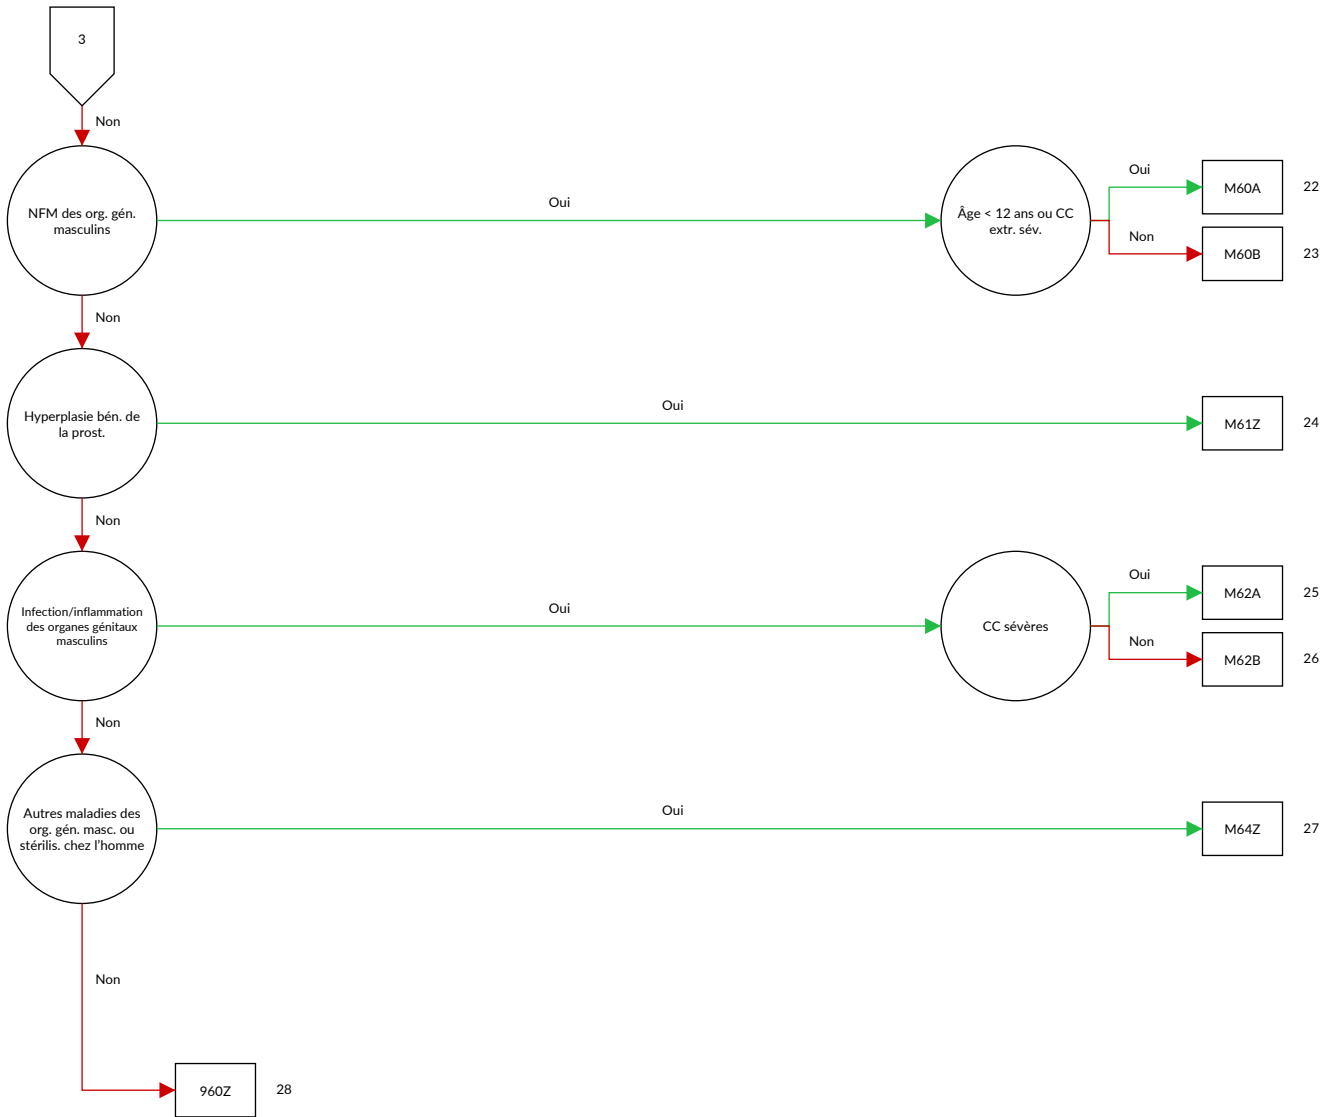 3
Non
NFM des org. gén.
masculins
Oui
Âge < 12 ans ou CC
extr. sév.
Oui
M60A
22
Non
M60B
23
Non
Hyperplasie bén. de
la prost.
Oui
M61Z
24
Non
Infection/inflammation
des organes génitaux
masculins
Oui
CC sévères
Oui
M62A
25
Non
M62B
26
Non
Autres maladies des
org. gén. masc. ou
stérilis. chez l'homme
Oui
M64Z
27
Non
960Z
28